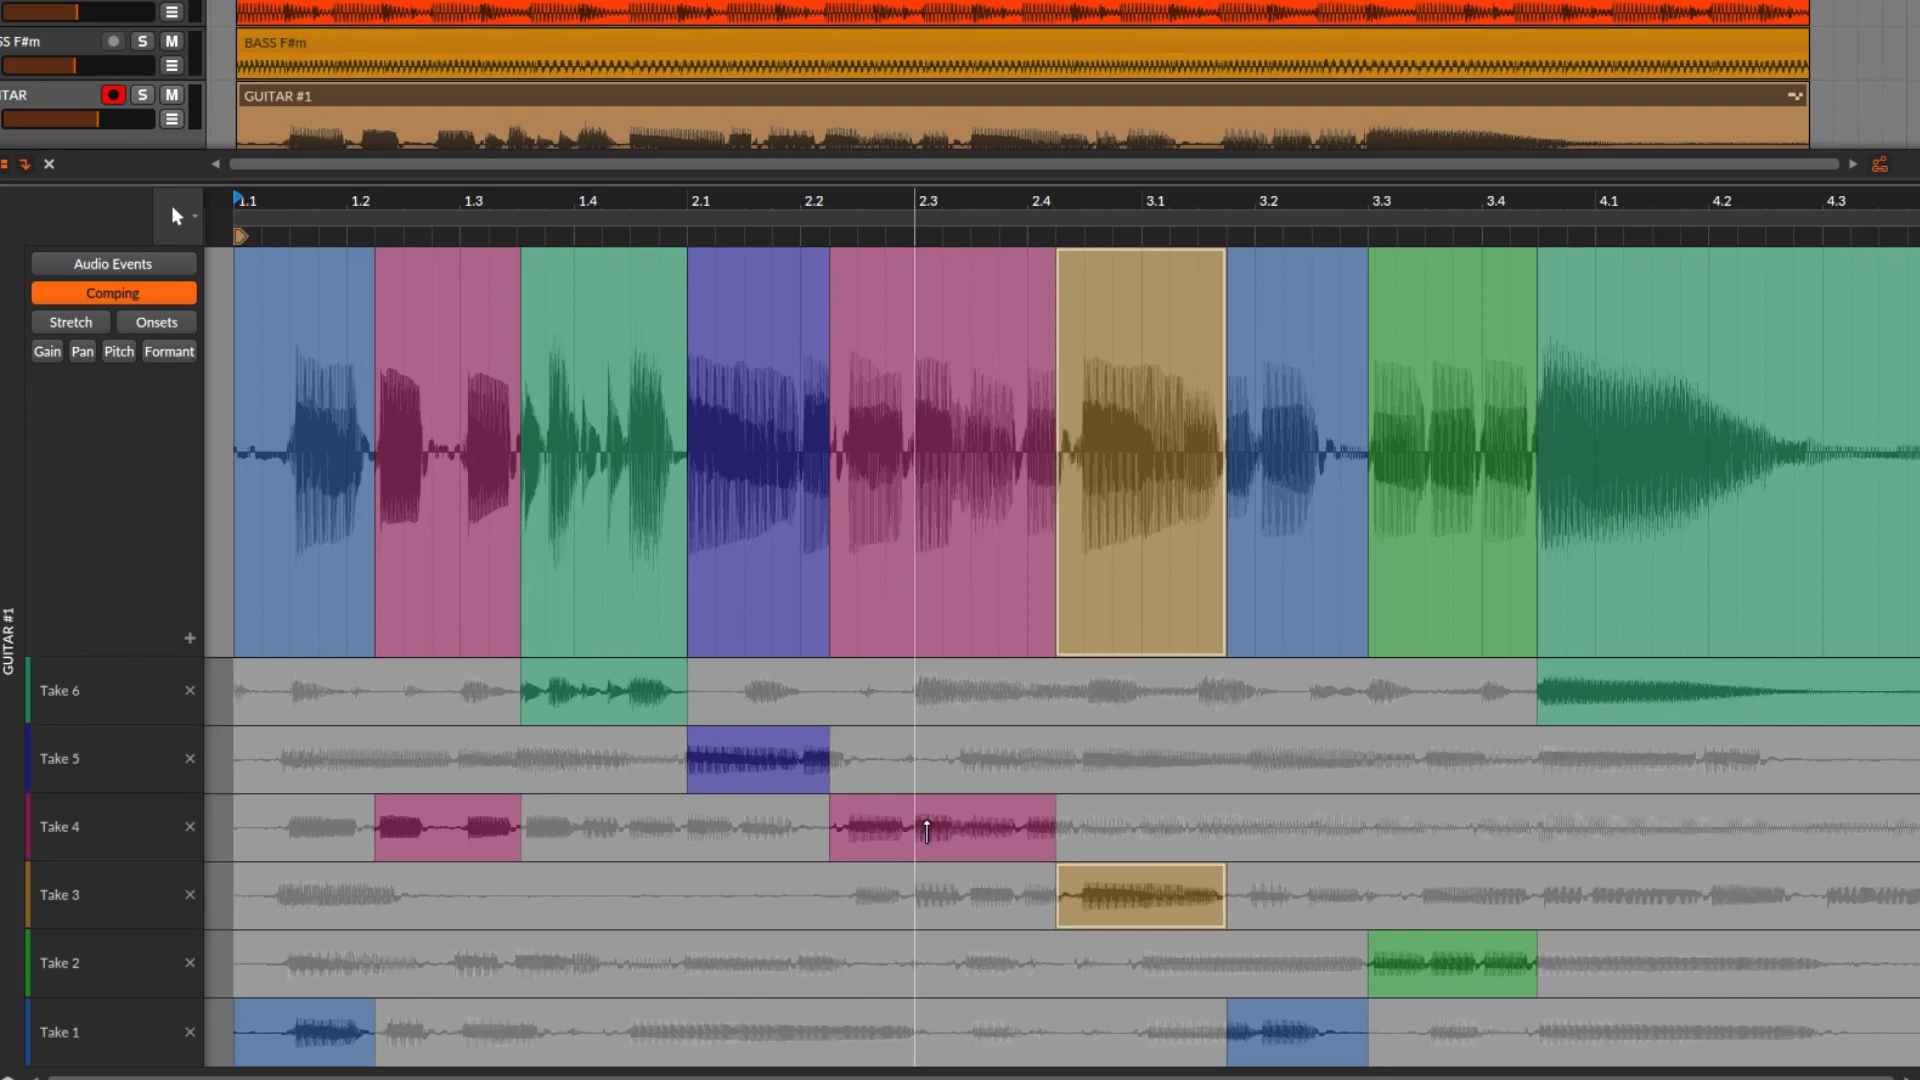 S F#m S M
BASS F#m
TAR S M
GUITAR #1
1.1 1.2 1.3 1.4 2.1 2.2 2.3 2.4 3.1 3.2 3.3 3.4 4.1 4.2 4.3
Audio Events
Comping
Stretch Onsets
Gain Pan Pitch Formant
GUITAR #1
Take 6
Take 5
Take 4
Take 3
Take 2
Take 1